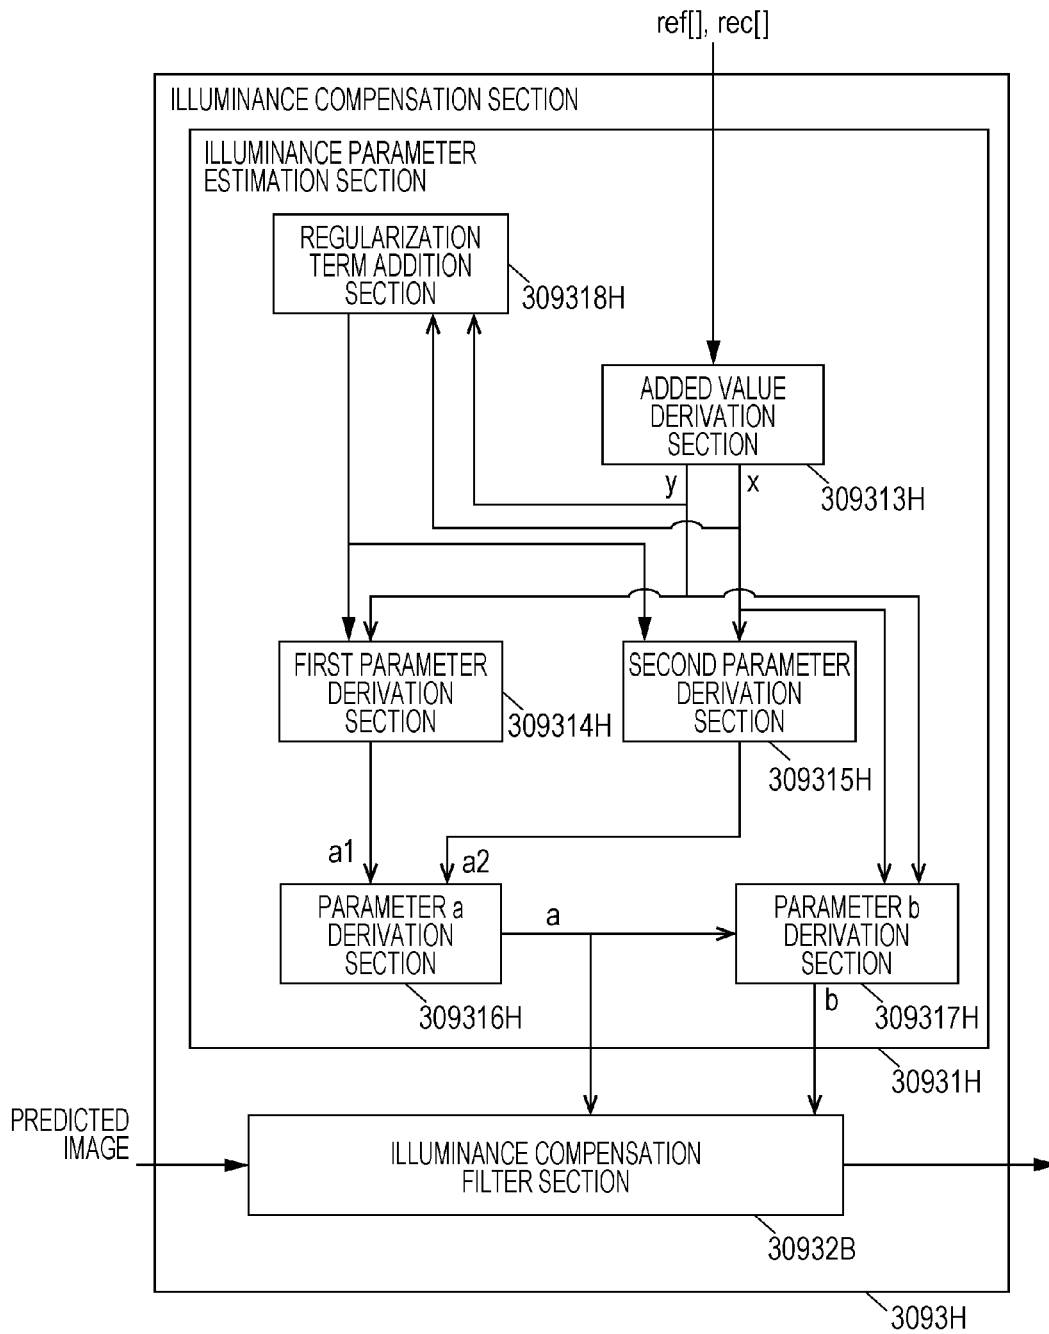 ref[], rec[]
ILLUMINANCE COMPENSATION SECTION
ILLUMINANCE PARAMETER
ESTIMATION SECTION
REGULARIZATION
TERM ADDITION
SECTION
309318H
ADDED VALUE
DERIVATION
SECTION
309313H
y
x
FIRST PARAMETER
DERIVATION
SECTION
309314H
SECOND PARAMETER
DERIVATION
SECTION
309315H
a1
a2
PARAMETER a
DERIVATION
SECTION
309316H
a
PARAMETER b
DERIVATION
SECTION
309317H
b
30931H
PREDICTED
IMAGE
ILLUMINANCE COMPENSATION
FILTER SECTION
30932B
3093H